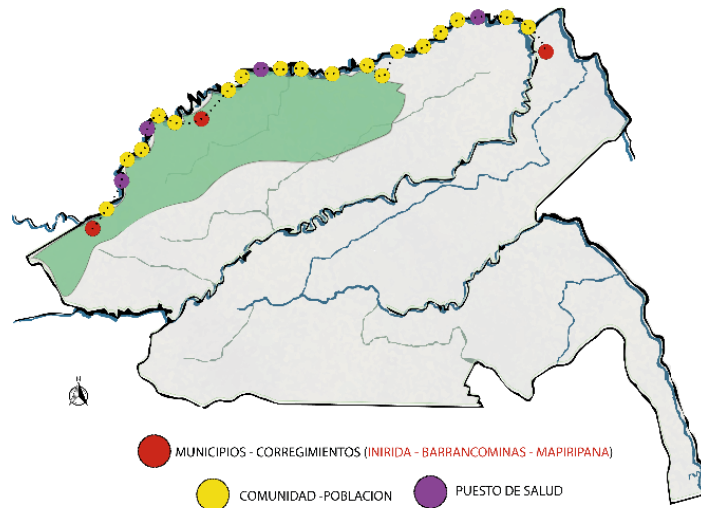 N
MUNICIPIOS - CORREGIMIENTOS (INIRIDA - BARRANCOMINAS - MAPIRIPANA)
COMUNIDAD -POBLACION
PUESTO DE SALUD